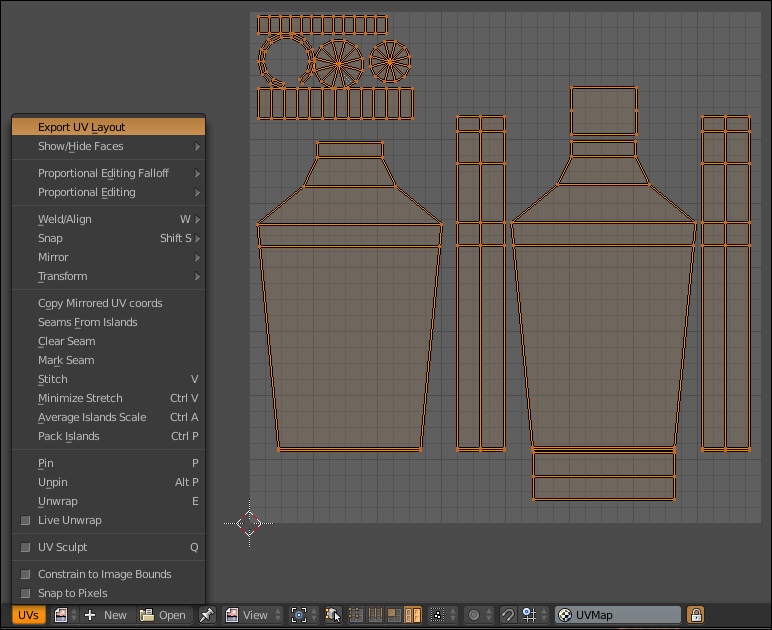 Export UV Layout
Show/Hide Faces
Proportional Editing Falloff
Proportional Editing
Weld/Align W
Snap Shift S
Mirror
Transform
Copy Mirrored UV coords
Seams From Islands
Clear Seam
Mark Seam
Stitch V
Minimize Stretch Ctrl V
Average Islands Scale Ctrl A
Pack Islands Ctrl P
Pin P
Unpin Alt P
Unwrap E
Live Unwrap
UV Sculpt Q
Constrain to Image Bounds
Snap to Pixels
UVs New Open View UVMap